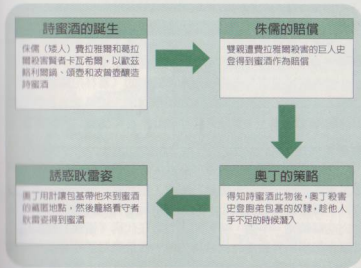 詩蜜酒的誕生
侏儒（矮人）費拉雅爾和葛拉
爾殺害賢者卡瓦希爾，以歐茲
賴利爾鍋、頌壺和波普壺釀造
詩蜜酒
侏儒的賠償
雙親遭費拉雅爾殺害的巨人史
登得到蜜酒作為賠償
奧丁的策略
得知詩蜜酒此物後，奧丁殺害
史登胞弟包基的奴隸，趁他人
手不足的時候潛入
誘惑耿雷姿
奧丁用計讓包基帶他來到蜜酒
的藏匿地點，然後籠絡看守者
耿雷姿得到蜜酒